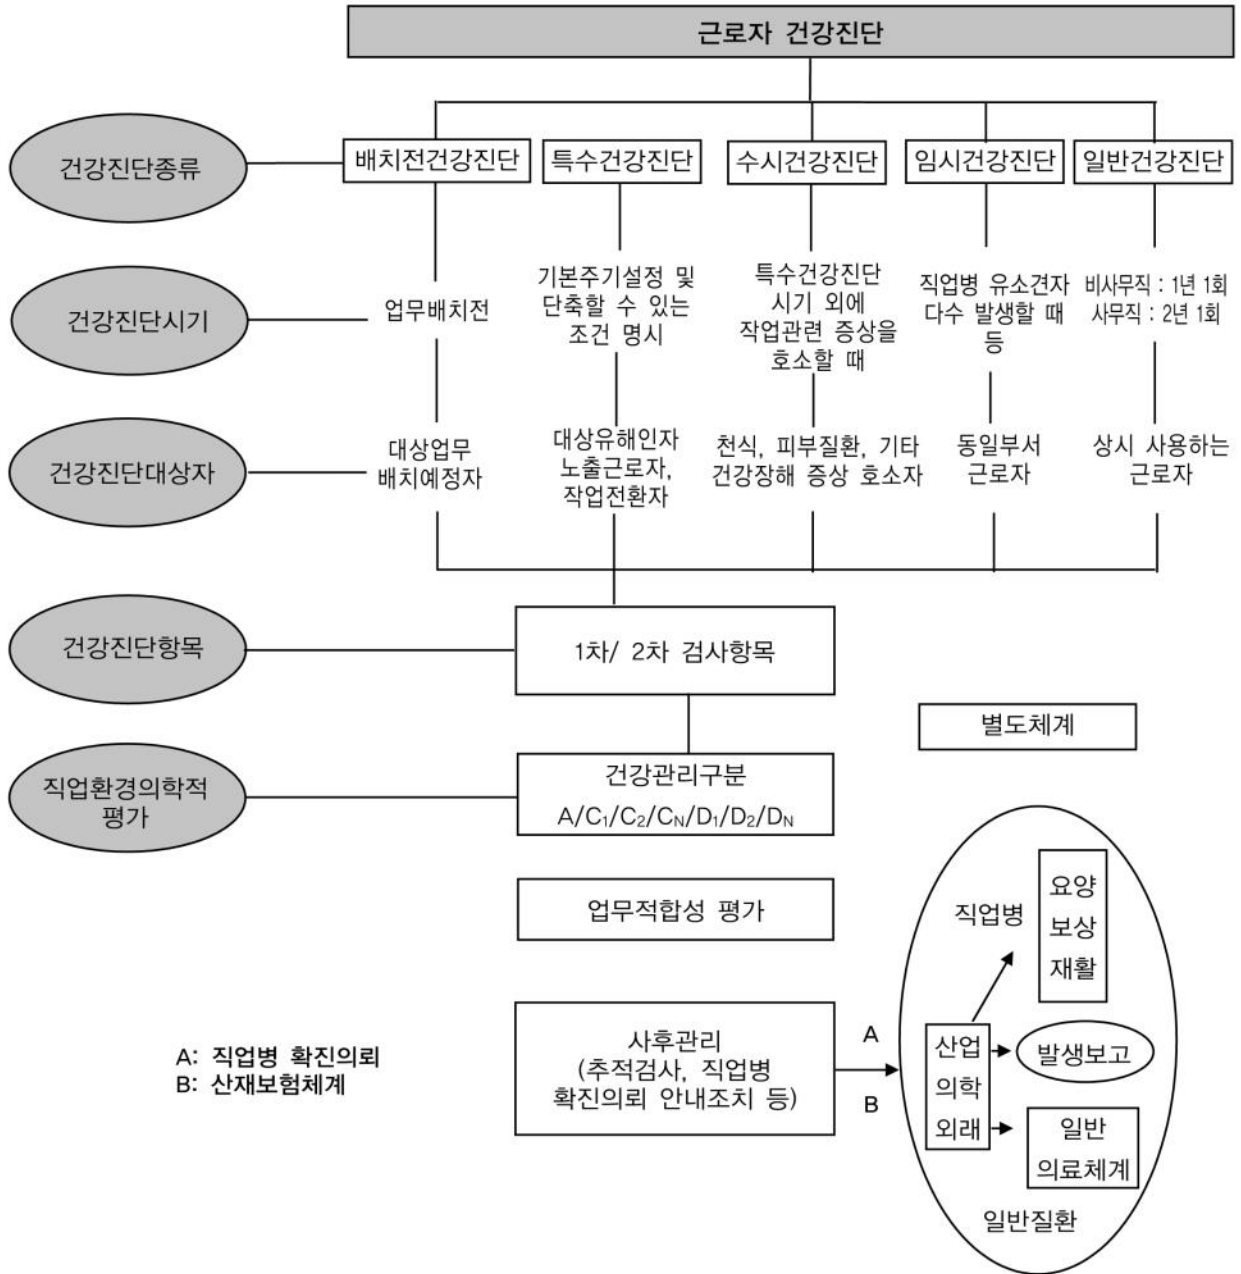 근로자 건강진단
건강진단종류
배치전건강진단
특수건강진단
수시건강진단
임시건강진단
일반건강진단
건강진단시기
업무배치전
기본주기설정 및
단축할 수 있는
조건 명시
특수건강진단
시기 외에
작업관련 증상을
호소할 때
직업병 유소견자
다수 발생할 때
등
비사무직 : 1년 1회
사무직 : 2년 1회
건강진단대상자
대상업무
배치예정자
대상유해인자
노출근로자,
작업전환자
천식, 피부질환, 기타
건강장해 증상 호소자
동일부서
근로자
상시 사용하는
근로자
건강진단항목
1차/ 2차 검사항목
별도체계
직업환경의학적
평가
건강관리구분
A/C₁/C₂/C_N/D₁/D₂/D_N
업무적합성 평가
직업병
요양
보상
재활
사후관리
(추적검사, 직업병
확진의뢰 안내조치 등)
A
B
산업
의학
외래
발생보고
일반
의료체계
일반질환
A: 직업병 확진의뢰
B: 산재보험체계